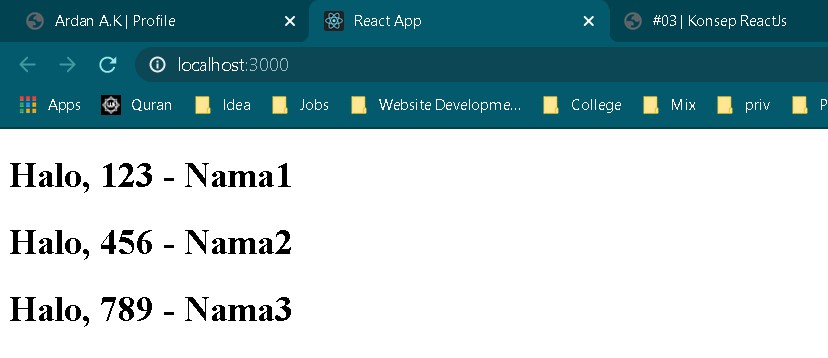 Ardan A.K | Profile
React App
#03 | Konsep ReactJs
localhost:3000
Apps
Quran
Idea
Jobs
Website Developme...
College
Mix
priv
P
Halo, 123 - Nama1
Halo, 456 - Nama2
Halo, 789 - Nama3